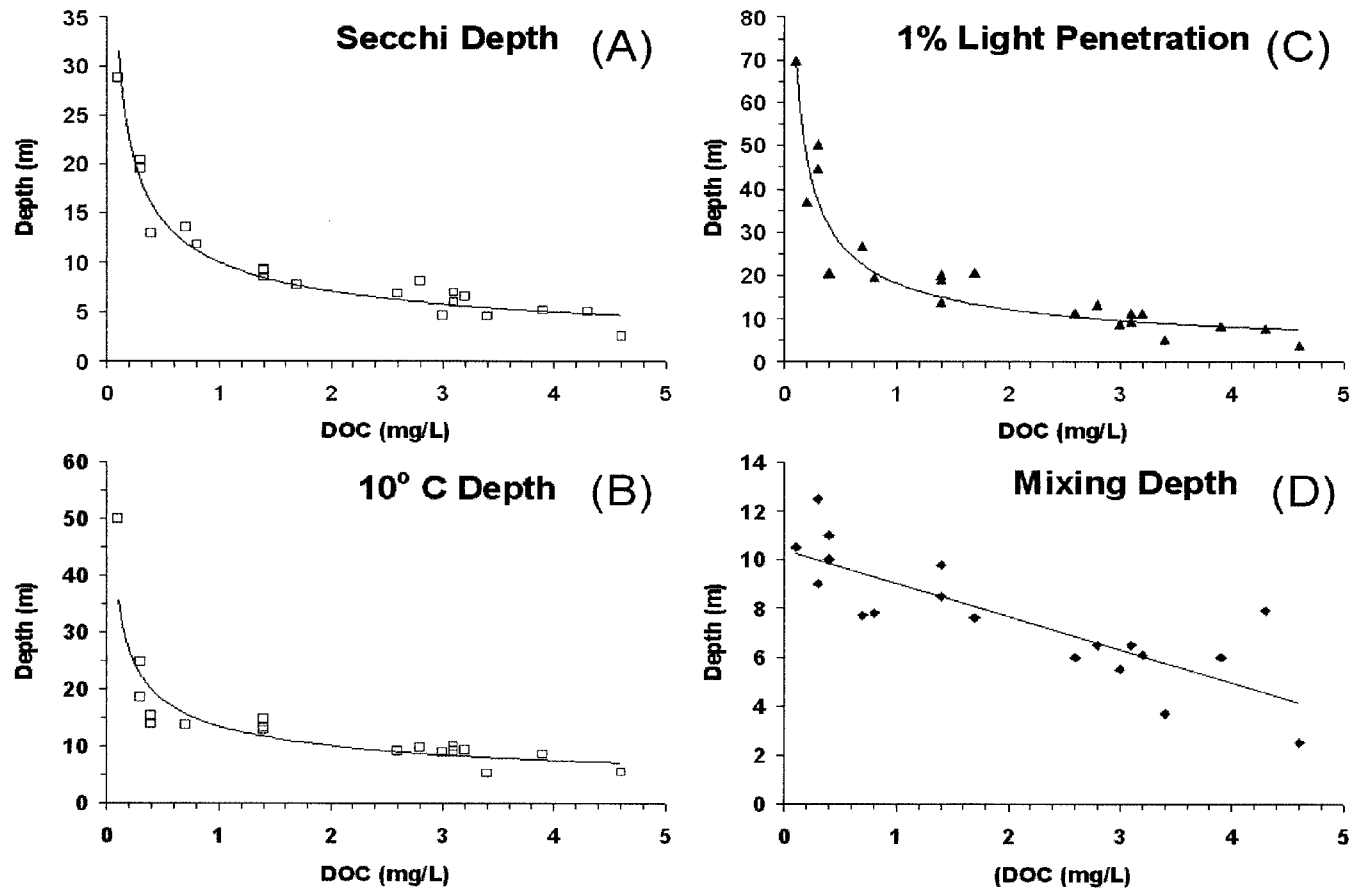 Secchi Depth (A)
35
30
25
20
15
10
5
0
Depth (m)
0 1 2 3 4 5
DOC (mg/L)
1% Light Penetration (C)
80
70
60
50
40
30
20
10
0
Depth (m)
0 1 2 3 4 5
DOC (mg/L)
10° C Depth (B)
60
50
40
30
20
10
0
Depth (m)
0 1 2 3 4 5
DOC (mg/L)
Mixing Depth (D)
14
12
10
8
6
4
2
0
Depth (m)
0 1 2 3 4 5
(DOC (mg/L)